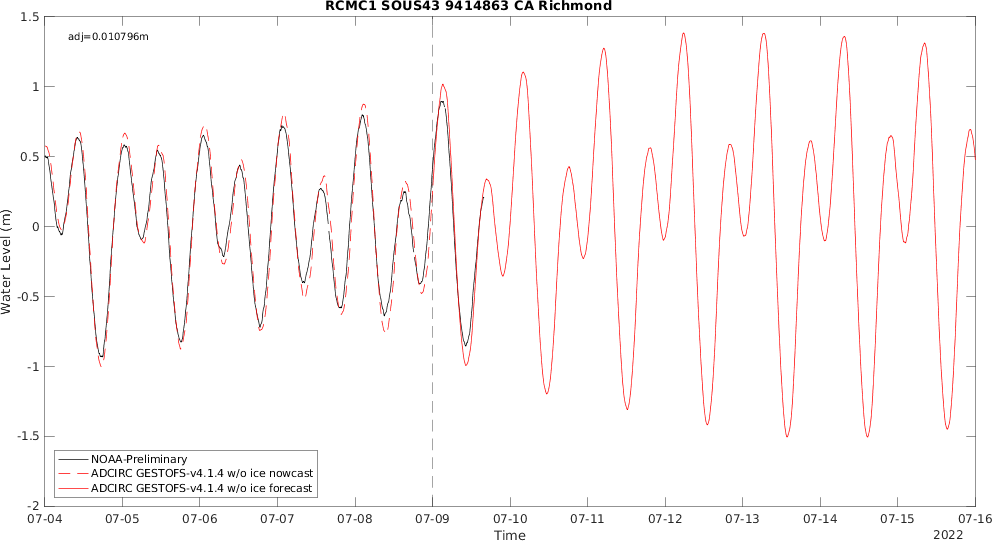 RCMC1 SOUS43 9414863 CA Richmond
adj=0.010796m
Water Level (m)
1.5
1
0.5
0
-0.5
-1
-1.5
-2
NOAA-Preliminary
ADCIRC GESTOFS-v4.1.4 w/o ice nowcast
ADCIRC GESTOFS-v4.1.4 w/o ice forecast
07-04 07-05 07-06 07-07 07-08 07-09 07-10 07-11 07-12 07-13 07-14 07-15 07-16
Time
2022